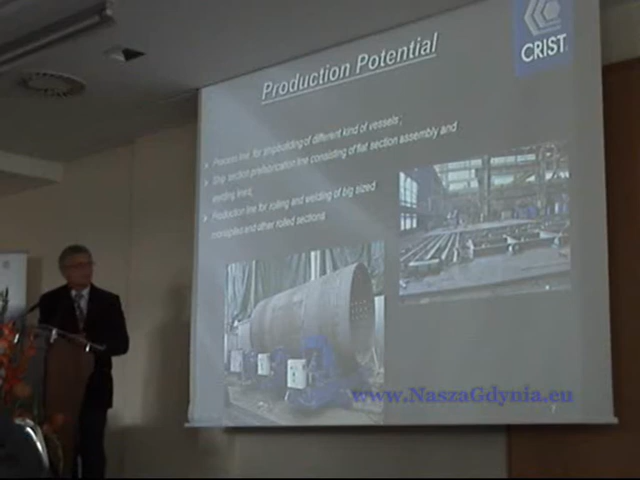 CRIST
Production Potential
Process line for shipbuilding of different kind of vessels ;
Ship section prefabrication line consisting of flat section assembly and
welding lines;
Production line for rolling and welding of big sized
monopiles and other rolled sections
www.NaszaGdynia.eu